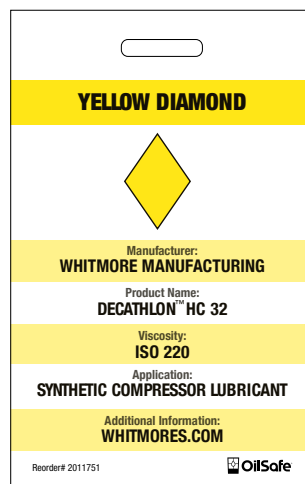 YELLOW DIAMOND
Manufacturer:
WHITMORE MANUFACTURING
Product Name:
DECATHLON™ HC 32
Viscosity:
ISO 220
Application:
SYNTHETIC COMPRESSOR LUBRICANT
Additional Information:
WHITMORES.COM
Reorder# 2011751 OilSafe